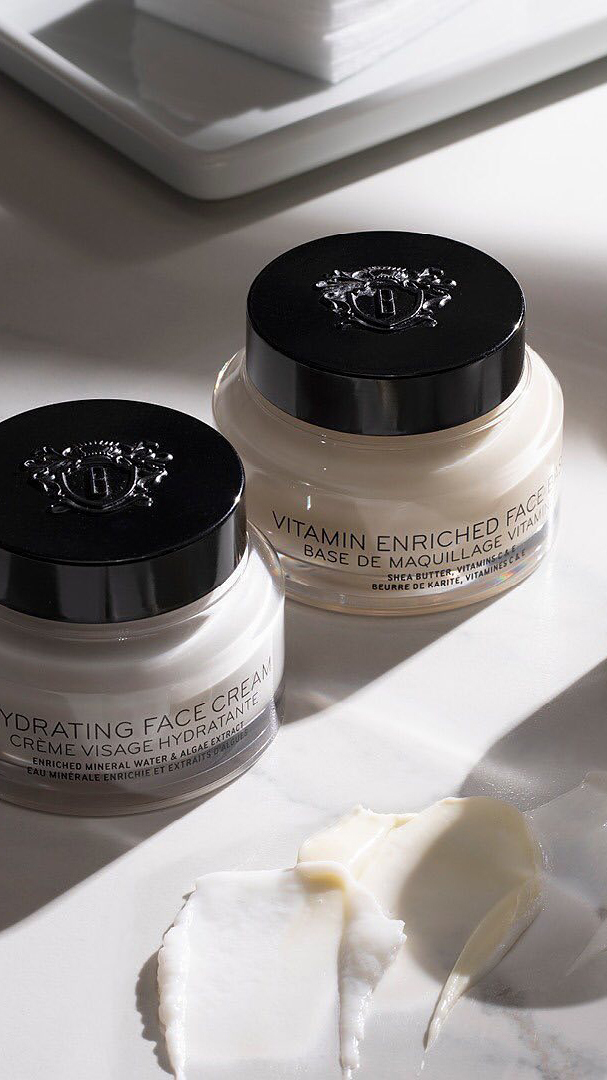 B
VITAMIN ENRICHED FACE
BASE DE MAQUILLAGE
SHEA BUTTER, VITAMINS C & E
BEURRE DE KARITÉ, VITAMINES C & E
B
YDRATING FACE CREAM
CRÈME VISAGE HYDRATANTE
ENRICHED MINERAL WATER & ALGAE EXTRACT
EAU MINÉRALE ENRICHIE ET EXTRAITS D'ALGUES